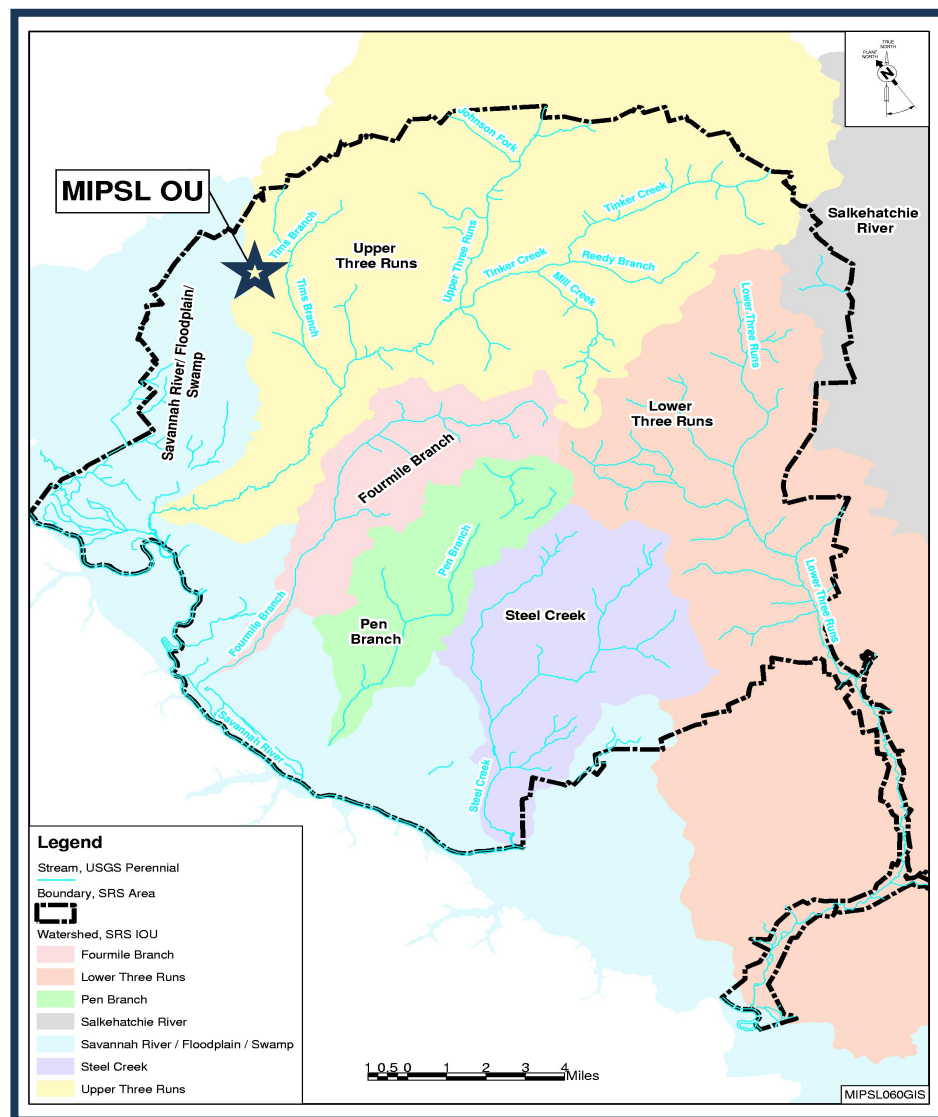 TRUE
NORTH
PLANT
NORTH
N
Johnson Fork
MIPSL OU
Tinker Creek
Salkehatchie
River
Tims Branch
Upper
Three Runs
Upper Three Runs
Tinker Creek
Reedy Branch
Mill Creek
Tims Branch
Lower Three Runs
Savannah River/ Floodplain/
Swamp
Lower
Three Runs
Fourmile Branch
Pen Branch
Lower Three Runs
Fourmile Branch
Pen
Branch
Steel Creek
Savannah River
Steel Creek
Legend
Stream, USGS Perennial
Boundary, SRS Area
Watershed, SRS IOU
Fourmile Branch
Lower Three Runs
Pen Branch
Salkehatchie River
Savannah River / Floodplain / Swamp
Steel Creek
Upper Three Runs
1 0.5 0 1 2 3 4
Miles
MIPSL060GIS